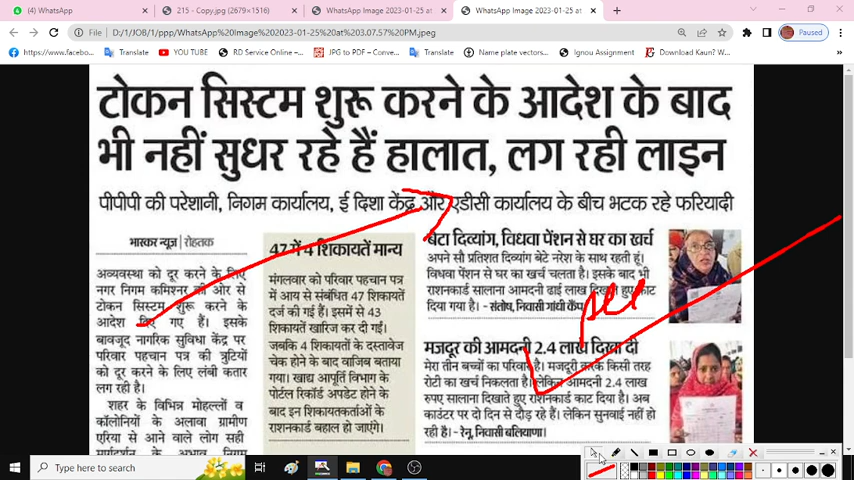 (4) WhatsApp
215 - Copy.jpg (2679×1516)
WhatsApp Image 2023-01-25 at
WhatsApp Image 2023-01-25 at
File | D:/1/JOB/1/ppp/WhatsApp%20Image%202023-01-25%20at%203.07.57%20PM.jpeg
Paused
https://www.facebo...
Translate
YOU TUBE
RD Service Online -...
JPG to PDF – Conve...
Translate
Name plate vectors...
Ignou Assignment
Download Kaun? W...
टोकन सिस्टम शुरू करने के आदेश के बाद
भी नहीं सुधर रहे हैं हालात, लग रही लाइन
पीपीपी की परेशानी, निगम कार्यालय, ई दिशा केंद्र और एडीसी कार्यालय के बीच भटक रहे फरियादी
भास्कर न्यूज | रोहतक
अव्यवस्था को दूर करने के लिए
नगर निगम कमिश्नर की ओर से
टोकन सिस्टम शुरू करने के
आदेश दिए गए हैं। इसके
बावजूद नागरिक सुविधा केंद्र पर
परिवार पहचान पत्र की त्रुटियों
को दूर करने के लिए लंबी कतार
लग रही है।
शहर के विभिन्न मोहल्लों व
कॉलोनियों के अलावा ग्रामीण
एरिया से आने वाले लोग सही
मार्गदर्शन के अभाव निगम
47 में 4 शिकायतें मान्य
मंगलवार को परिवार पहचान पत्र
में आय से संबंधित 47 शिकायतें
दर्ज की गई हैं। इसमें से 43
शिकायतें खारिज कर दी गईं।
जबकि 4 शिकायतों के दस्तावेज
चेक होने के बाद वाजिब बताया
गया। खाद्य आपूर्ति विभाग के
पोर्टल रिकॉर्ड अपडेट होने के
बाद इन शिकायतकर्ताओं के
राशनकार्ड बहाल हो जाएंगे।
बेटा दिव्यांग, विधवा पेंशन से घर का खर्च
अपने सौ प्रतिशत दिव्यांग बेटे नरेश के साथ रहती हूं।
विधवा पेंशन से घर का खर्च चलता है। इसके बाद भी
राशनकार्ड सालाना आमदनी ढाई लाख दिखाते हुए काट
दिया गया है। - संतोष, निवासी गांधी कैंप
see
मजदूर की आमदनी 2.4 लाख दिखा दी
मेरा तीन बच्चों का परिवार है। मजदूरी करके किसी तरह
रोटी का खर्च निकलता है। लेकिन आमदनी 2.4 लाख
रुपए सालाना दिखाते हुए राशनकार्ड काट दिया है। अब
काउंटर पर दो दिन से दौड़ रहे हैं। लेकिन सुनवाई नहीं हो
रही है। - रेनू, निवासी बलियाणा।
Type here to search